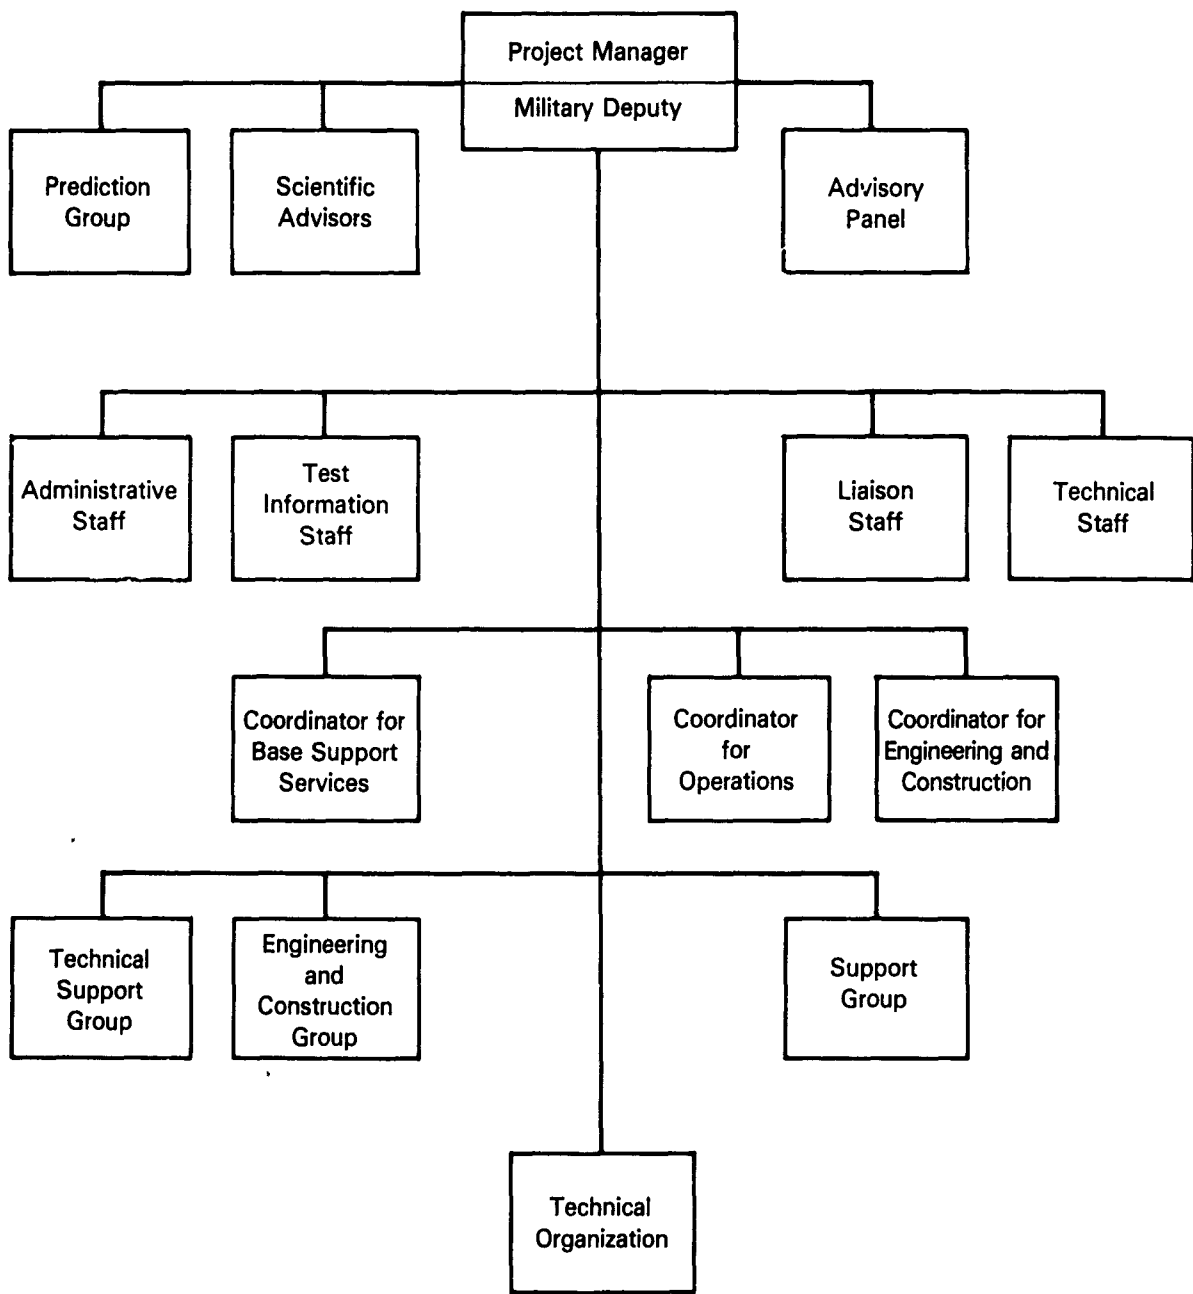 Project Manager
Military Deputy
Prediction
Group
Scientific
Advisors
Advisory
Panel
Administrative
Staff
Test
Information
Staff
Liaison
Staff
Technical
Staff
Coordinator for
Base Support
Services
Coordinator
for
Operations
Coordinator for
Engineering and
Construction
Technical
Support
Group
Engineering
and
Construction
Group
Support
Group
Technical
Organization